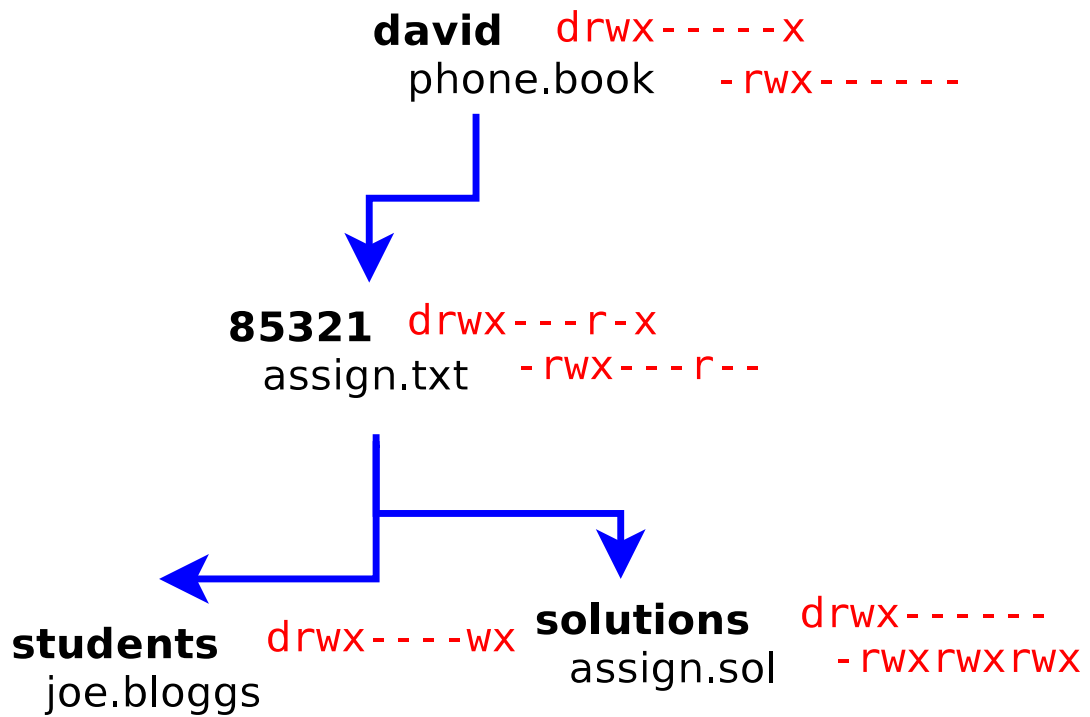 david drwx-----x
phone.book -rwx------
85321 drwx---r-x
assign.txt -rwx---r--
students drwx----wx
joe.bloggs
solutions drwx------
assign.sol -rwxrwxrwx